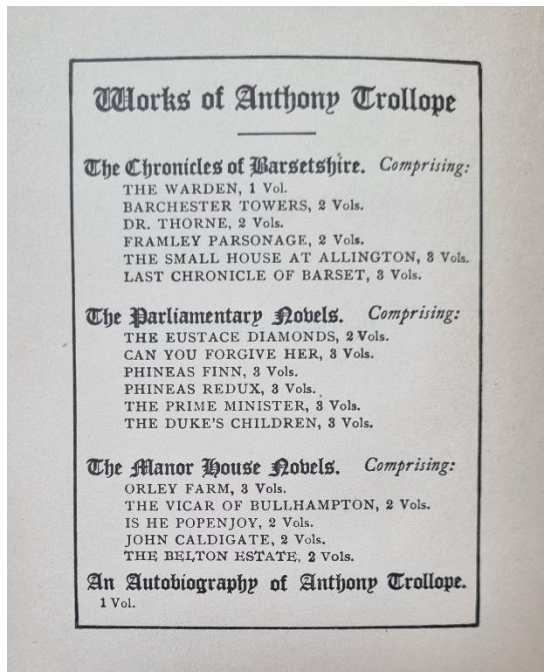 Works of Anthony Trollope
The Chronicles of Barsetshire. Comprising:
THE WARDEN, 1 Vol.
BARCHESTER TOWERS, 2 Vols.
DR. THORNE, 2 Vols.
FRAMLEY PARSONAGE, 2 Vols.
THE SMALL HOUSE AT ALLINGTON, 3 Vols.
LAST CHRONICLE OF BARSET, 3 Vols.
The Parliamentary Novels. Comprising:
THE EUSTACE DIAMONDS, 2 Vols.
CAN YOU FORGIVE HER, 3 Vols.
PHINEAS FINN, 3 Vols.
PHINEAS REDUX, 3 Vols.
THE PRIME MINISTER, 3 Vols.
THE DUKE'S CHILDREN, 3 Vols.
The Manor House Novels. Comprising:
ORLEY FARM, 3 Vols.
THE VICAR OF BULLHAMPTON, 2 Vols.
IS HE POPENJOY, 2 Vols.
JOHN CALDIGATE, 2 Vols.
THE BELTON ESTATE, 2 Vols.
An Autobiography of Anthony Trollope.
1 Vol.